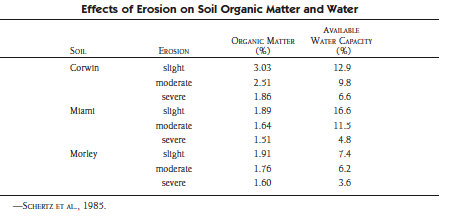 Effects of Erosion on Soil Organic Matter and Water
AVAILABLE
ORGANIC MATTER WATER CAPACITY
SOIL EROSION (%) (%)
Corwin slight 3.03 12.9
moderate 2.51 9.8
severe 1.86 6.6
Miami slight 1.89 16.6
moderate 1.64 11.5
severe 1.51 4.8
Morley slight 1.91 7.4
moderate 1.76 6.2
severe 1.60 3.6
—SCHERTZ ET AL., 1985.